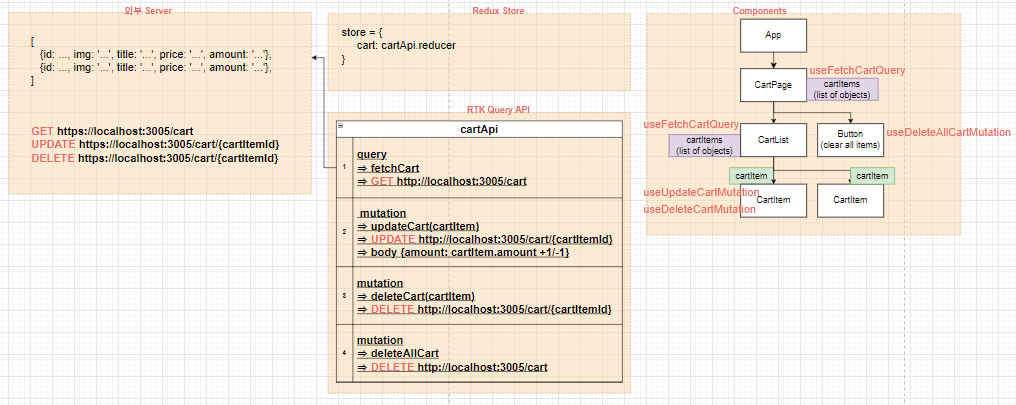 외부 Server
[
{id: ..., img: '...', title: '...', price: '...', amount: '...'},
{id: ..., img: '...', title: '...', price: '...', amount: '...'},
]
GET https://localhost:3005/cart
UPDATE https://localhost:3005/cart/{cartItemId}
DELETE https://localhost:3005/cart/{cartItemId}
Redux Store
store = {
cart: cartApi.reducer
}
RTK Query API
cartApi
1
query
⇒ fetchCart
⇒ GET http://localhost:3005/cart
2
mutation
⇒ updateCart(cartItem)
⇒ UPDATE http://localhost:3005/cart/{cartItemId}
⇒ body {amount: cartItem.amount +1/-1}
3
mutation
⇒ deleteCart(cartItem)
⇒ DELETE http://localhost:3005/cart/{cartItemId}
4
mutation
⇒ deleteAllCart
⇒ DELETE http://localhost:3005/cart
Components
App
useFetchCartQuery
CartPage
cartItems
(list of objects)
useFetchCartQuery
cartItems
(list of objects)
CartList
Button
(clear all items)
useDeleteAllCartMutation
cartItem
cartItem
useUpdateCartMutation
useDeleteCartMutation
CartItem
CartItem